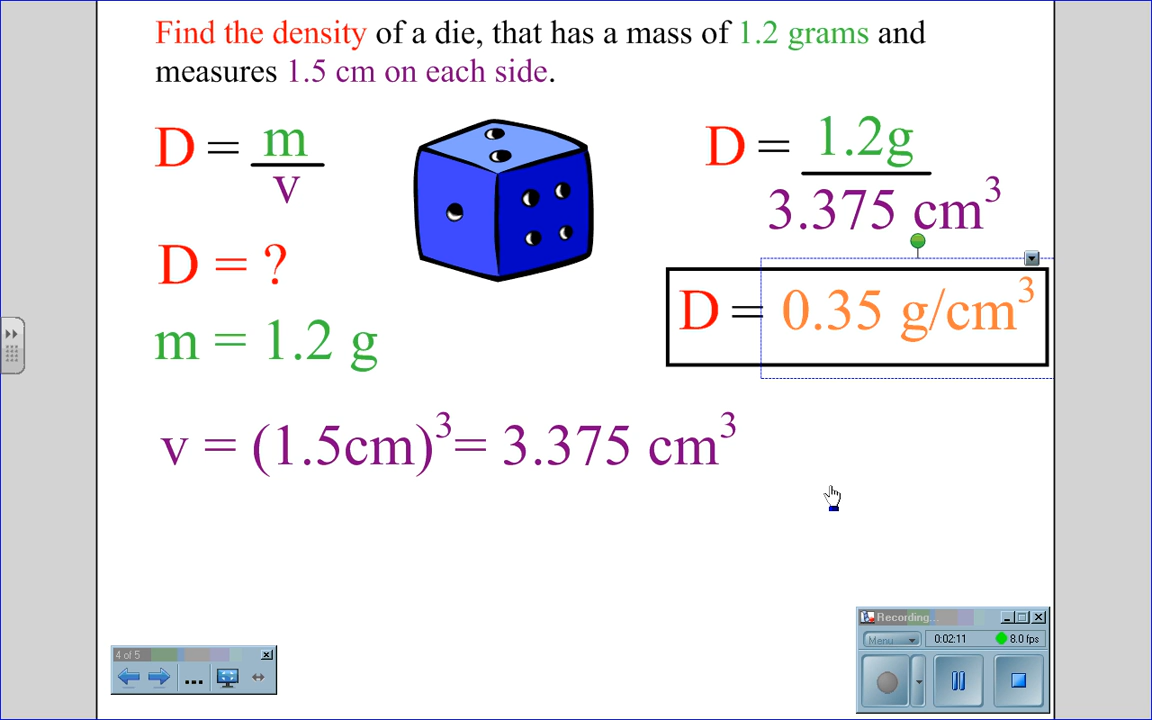 Find the density of a die, that has a mass of 1.2 grams and
measures 1.5 cm on each side.
D = m
v
D = ?
m = 1.2 g
v = (1.5cm)³= 3.375 cm³
D = 1.2g
3.375 cm³
D = 0.35 g/cm³
4 of 5
...
Recording...
Menu
0:02:11
8.0 fps